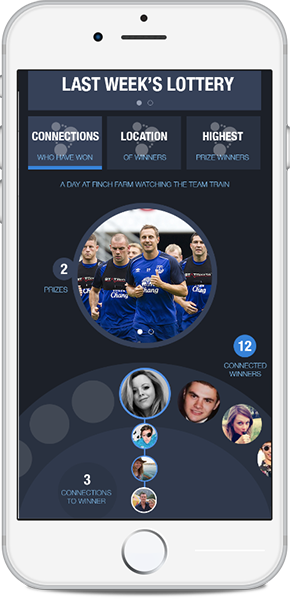 LAST WEEK'S LOTTERY
CONNECTIONS
WHO HAVE WON
LOCATION
OF WINNERS
HIGHEST
PRIZE WINNERS
A DAY AT FINCH FARM WATCHING THE TEAM TRAIN
2
PRIZES
Chang
12
CONNECTED
WINNERS
3
CONNECTIONS
TO WINNER